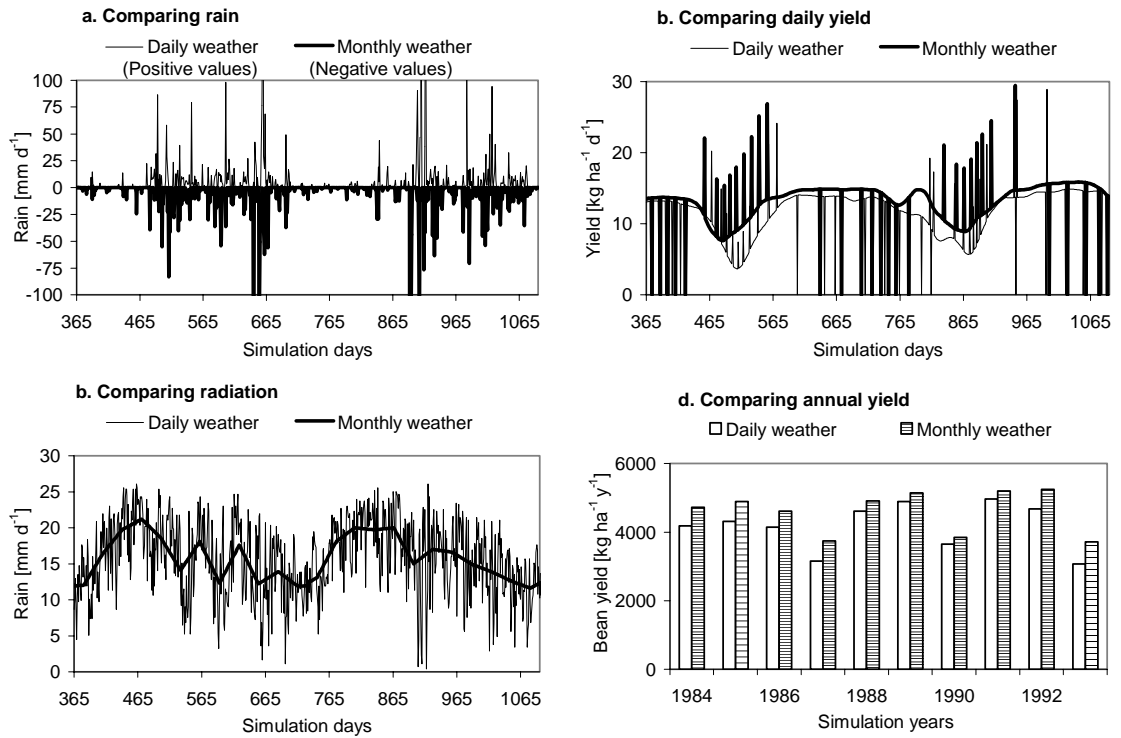 a. Comparing rain
Daily weather Monthly weather
(Positive values) (Negative values)
100
75
50
25
0
-25
-50
-75
-100
Rain [mm d⁻¹]
365 465 565 665 765 865 965 1065
Simulation days
b. Comparing daily yield
Daily weather Monthly weather
30
20
10
0
Yield [kg ha⁻¹ d⁻¹]
365 465 565 665 765 865 965 1065
Simulation days
b. Comparing radiation
Daily weather Monthly weather
30
25
20
15
10
5
0
Rain [mm d⁻¹]
365 465 565 665 765 865 965 1065
Simulation days
d. Comparing annual yield
Daily weather Monthly weather
6000
4000
2000
0
Bean yield [kg ha⁻¹ y⁻¹]
1984 1986 1988 1990 1992
Simulation years